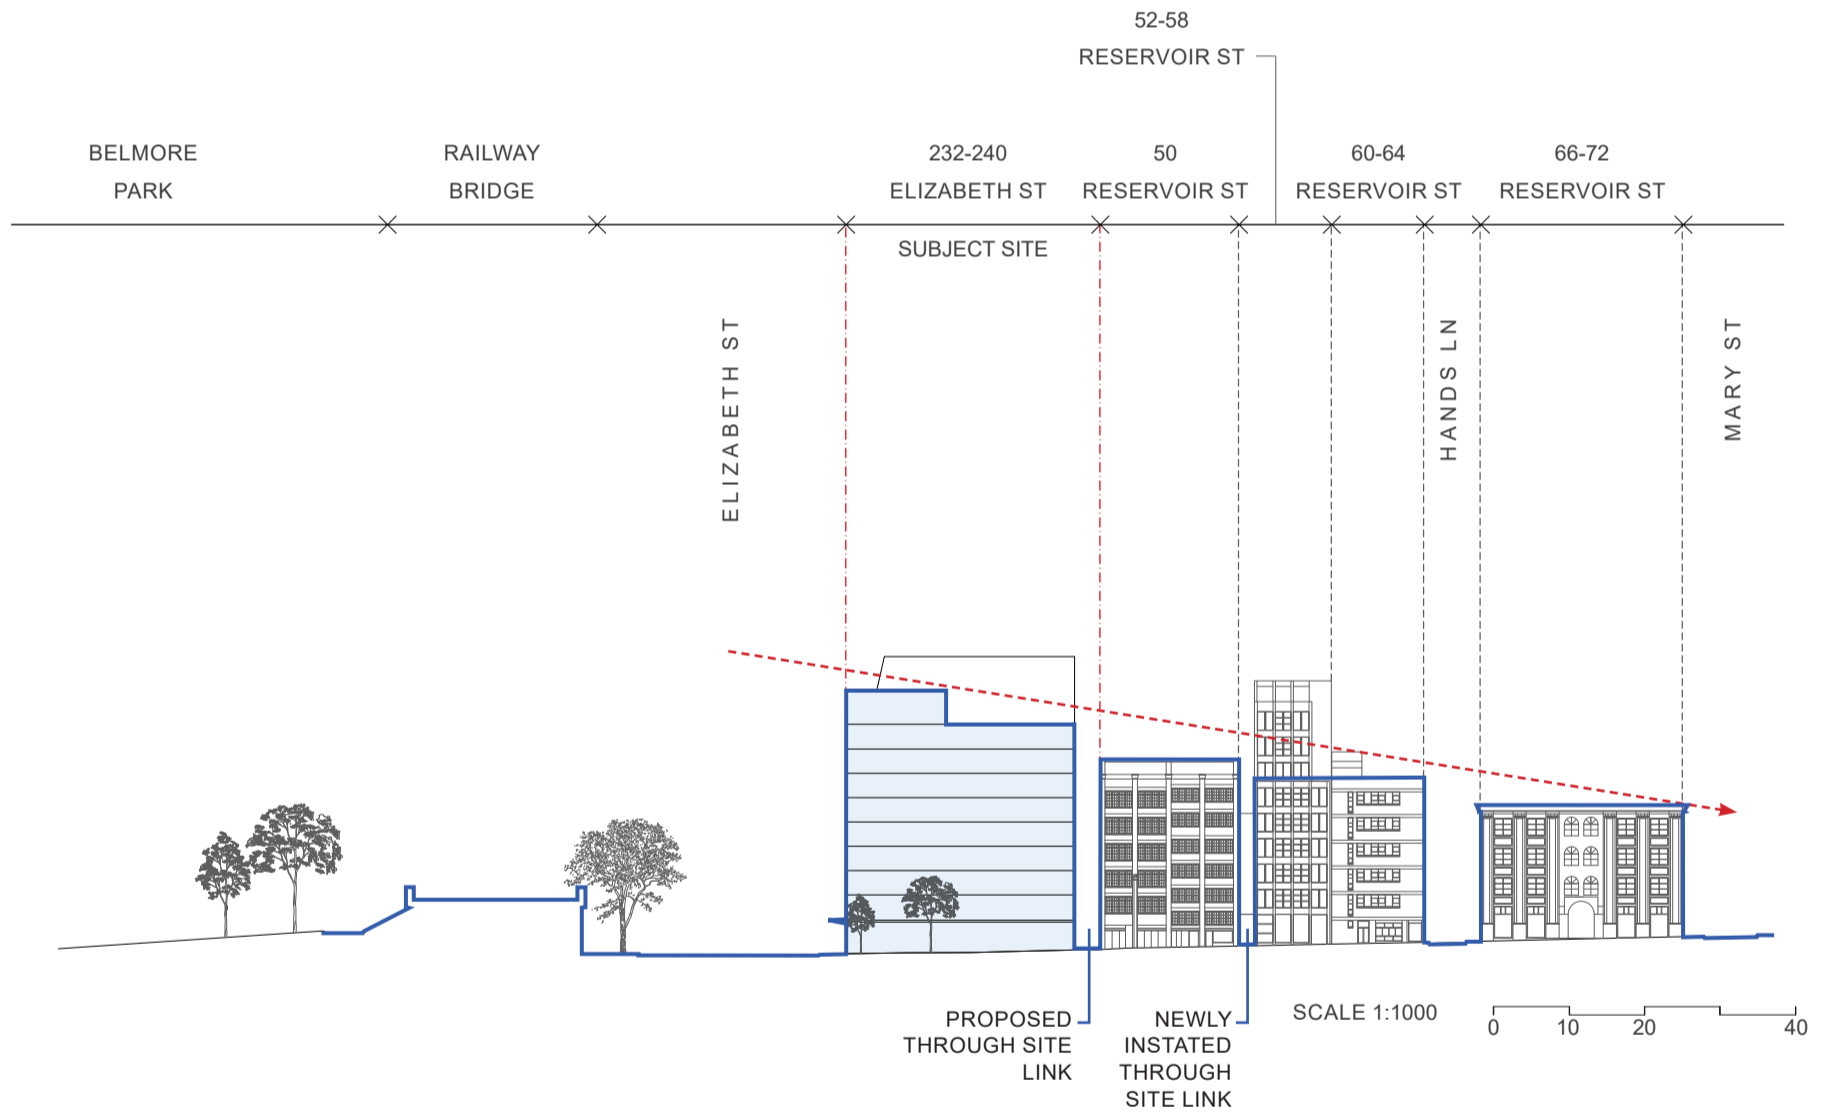 52-58
RESERVOIR ST
BELMORE
PARK
RAILWAY
BRIDGE
232-240
ELIZABETH ST
50
RESERVOIR ST
60-64
RESERVOIR ST
66-72
RESERVOIR ST
SUBJECT SITE
ELIZABETH ST
HANDS LN
MARY ST
PROPOSED
THROUGH SITE
LINK
NEWLY
INSTATED
THROUGH
SITE LINK
SCALE 1:1000
0 10 20 40